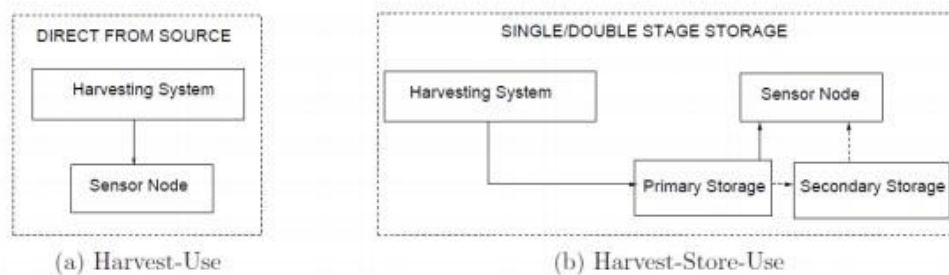 DIRECT FROM SOURCE
Harvesting System
Sensor Node
(a) Harvest-Use
SINGLE/DOUBLE STAGE STORAGE
Harvesting System
Sensor Node
Primary Storage
Secondary Storage
(b) Harvest-Store-Use